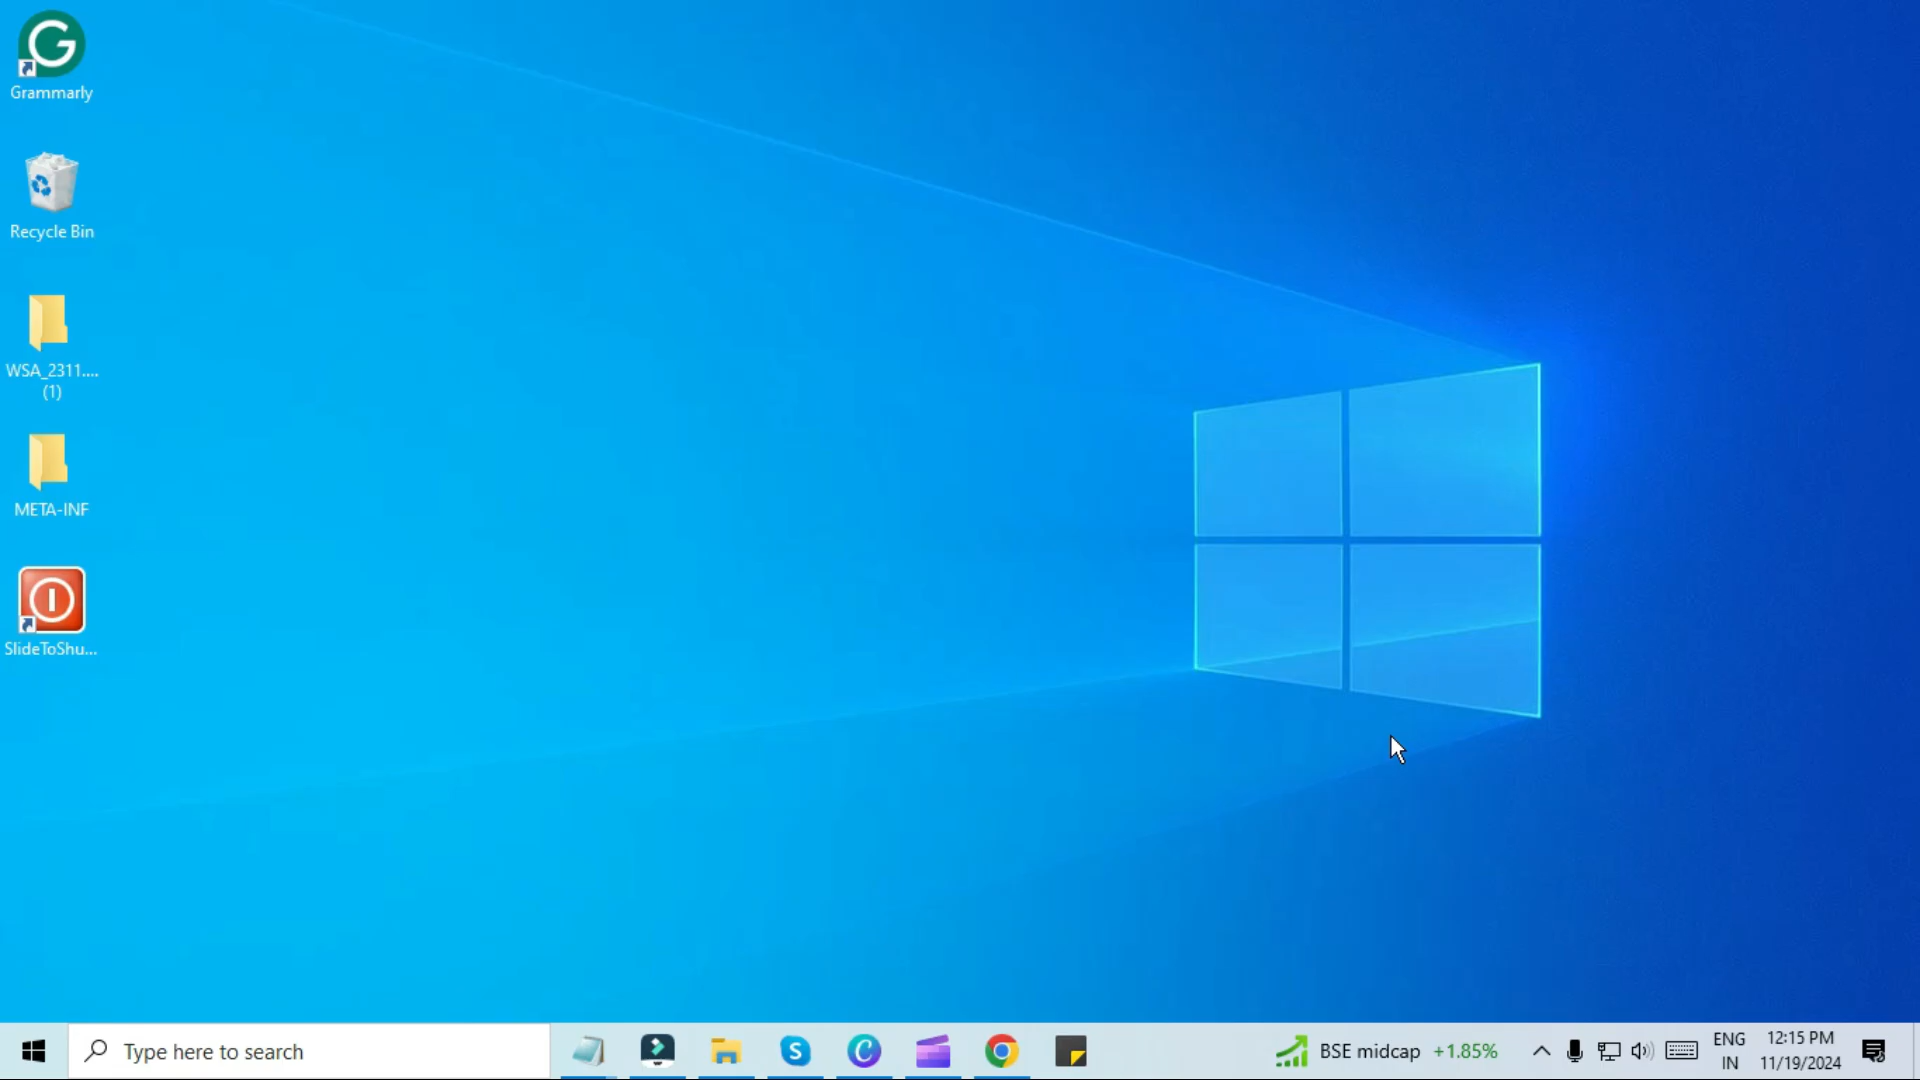 Grammarly
Recycle Bin
WSA_2311....
(1)
META-INF
SlideToShu...
Type here to search
BSE midcap +1.85%
ENG
IN
12:15 PM
11/19/2024